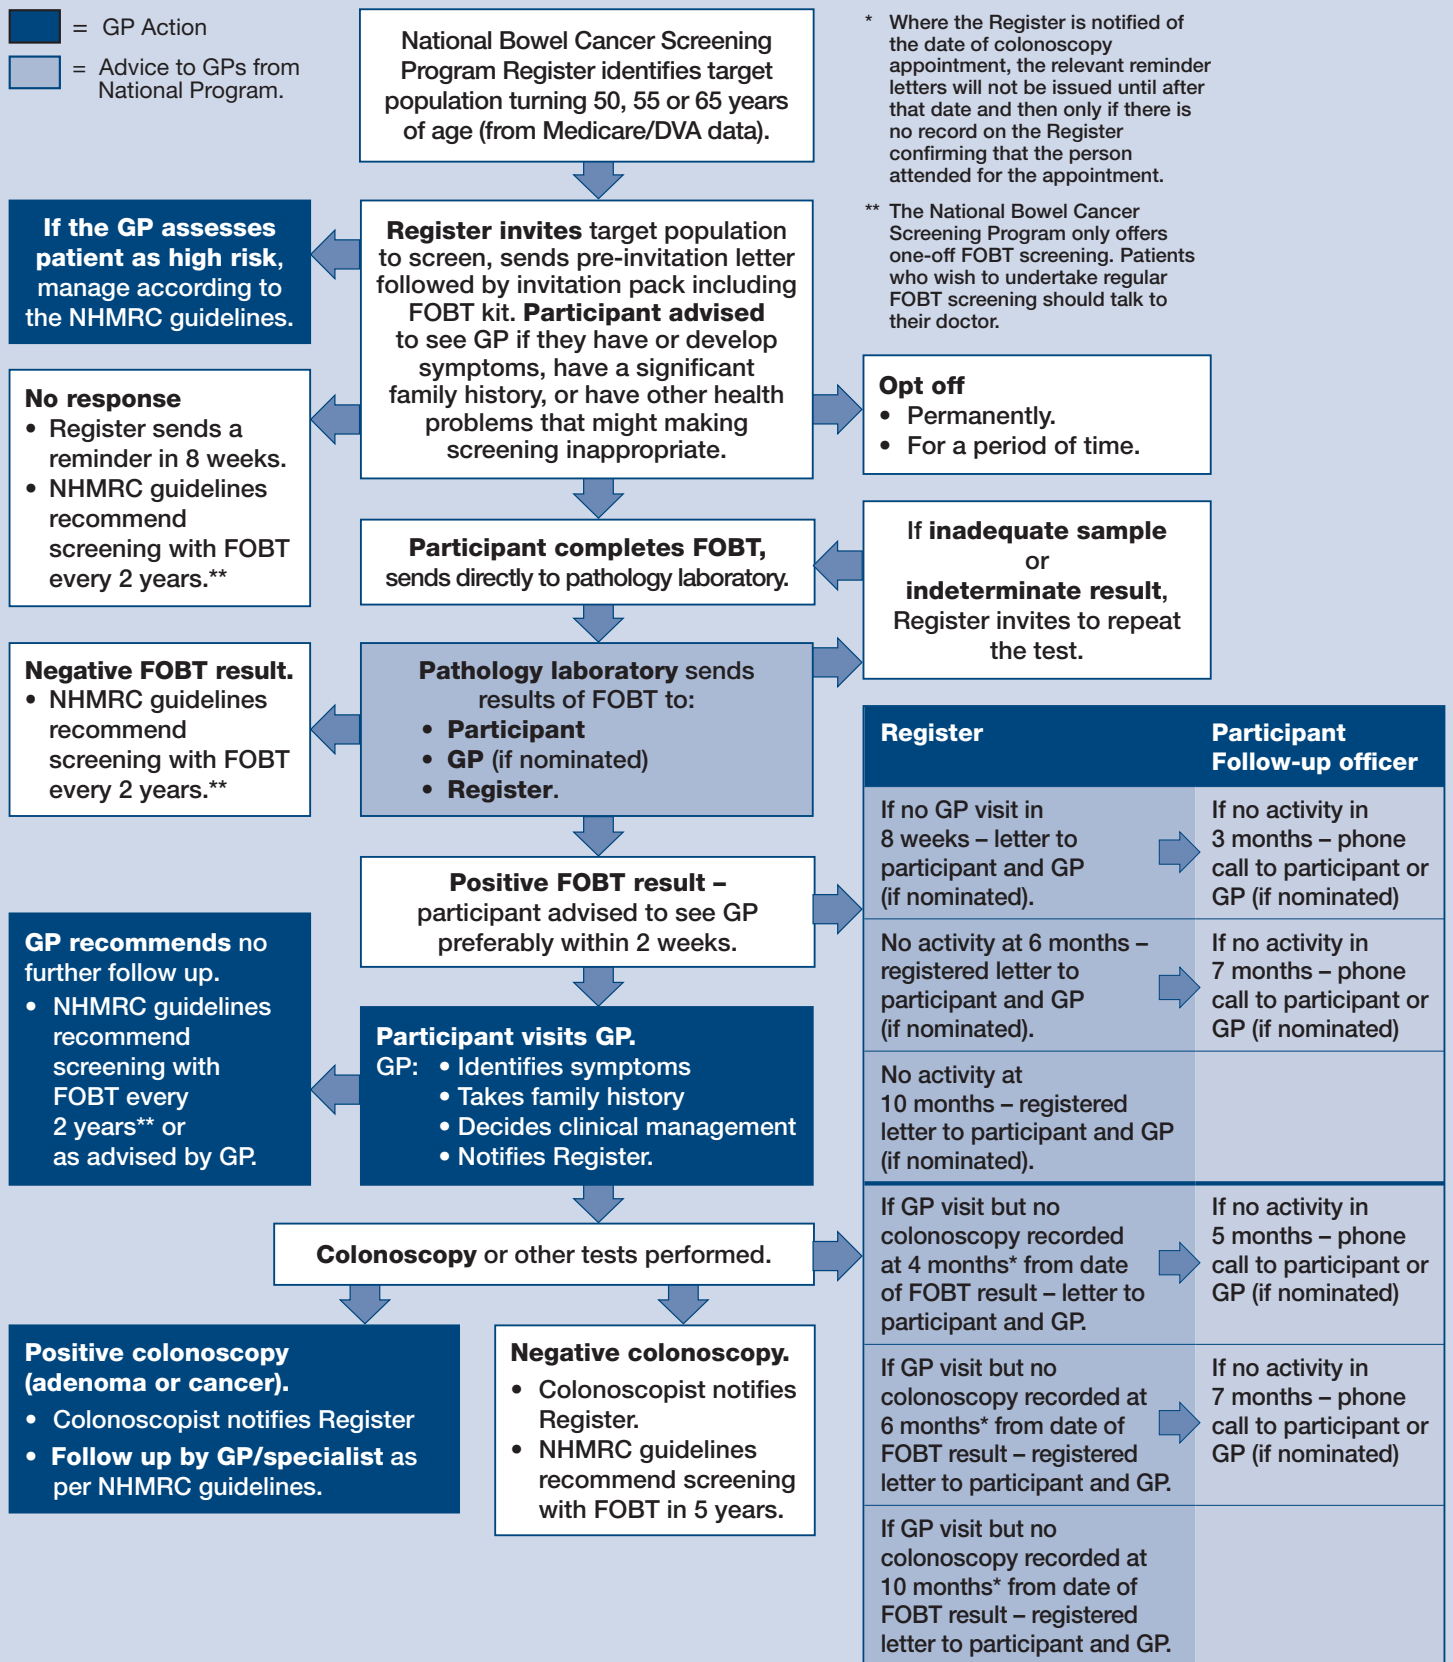 = GP Action
= Advice to GPs from
National Program.
National Bowel Cancer Screening
Program Register identifies target
population turning 50, 55 or 65 years
of age (from Medicare/DVA data).
* Where the Register is notified of
the date of colonoscopy
appointment, the relevant reminder
letters will not be issued until after
that date and then only if there is
no record on the Register
confirming that the person
attended for the appointment.
** The National Bowel Cancer
Screening Program only offers
one-off FOBT screening. Patients
who wish to undertake regular
FOBT screening should talk to
their doctor.
If the GP assesses
patient as high risk,
manage according to
the NHMRC guidelines.
Register invites target population
to screen, sends pre-invitation letter
followed by invitation pack including
FOBT kit. Participant advised
to see GP if they have or develop
symptoms, have a significant
family history, or have other health
problems that might making
screening inappropriate.
No response
• Register sends a
reminder in 8 weeks.
• NHMRC guidelines
recommend
screening with FOBT
every 2 years.**
Opt off
• Permanently.
• For a period of time.
Participant completes FOBT,
sends directly to pathology laboratory.
If inadequate sample
or
indeterminate result,
Register invites to repeat
the test.
Negative FOBT result.
• NHMRC guidelines
recommend
screening with FOBT
every 2 years.**
Pathology laboratory sends
results of FOBT to:
• Participant
• GP (if nominated)
• Register.
Positive FOBT result –
participant advised to see GP
preferably within 2 weeks.
GP recommends no
further follow up.
• NHMRC guidelines
recommend
screening with
FOBT every
2 years** or
as advised by GP.
Participant visits GP.
GP: • Identifies symptoms
• Takes family history
• Decides clinical management
• Notifies Register.
Colonoscopy or other tests performed.
Positive colonoscopy
(adenoma or cancer).
• Colonoscopist notifies Register
• Follow up by GP/specialist as
per NHMRC guidelines.
Negative colonoscopy.
• Colonoscopist notifies
Register.
• NHMRC guidelines
recommend screening
with FOBT in 5 years.
Register
Participant
Follow-up officer
If no GP visit in
8 weeks – letter to
participant and GP
(if nominated).
If no activity in
3 months – phone
call to participant or
GP (if nominated)
No activity at 6 months –
registered letter to
participant and GP
(if nominated).
If no activity in
7 months – phone
call to participant or
GP (if nominated)
No activity at
10 months – registered
letter to participant and GP
(if nominated).
If GP visit but no
colonoscopy recorded
at 4 months* from date
of FOBT result – letter to
participant and GP.
If no activity in
5 months – phone
call to participant or
GP (if nominated)
If GP visit but no
colonoscopy recorded at
6 months* from date of
FOBT result – registered
letter to participant and GP.
If no activity in
7 months – phone
call to participant or
GP (if nominated)
If GP visit but no
colonoscopy recorded at
10 months* from date of
FOBT result – registered
letter to participant and GP.